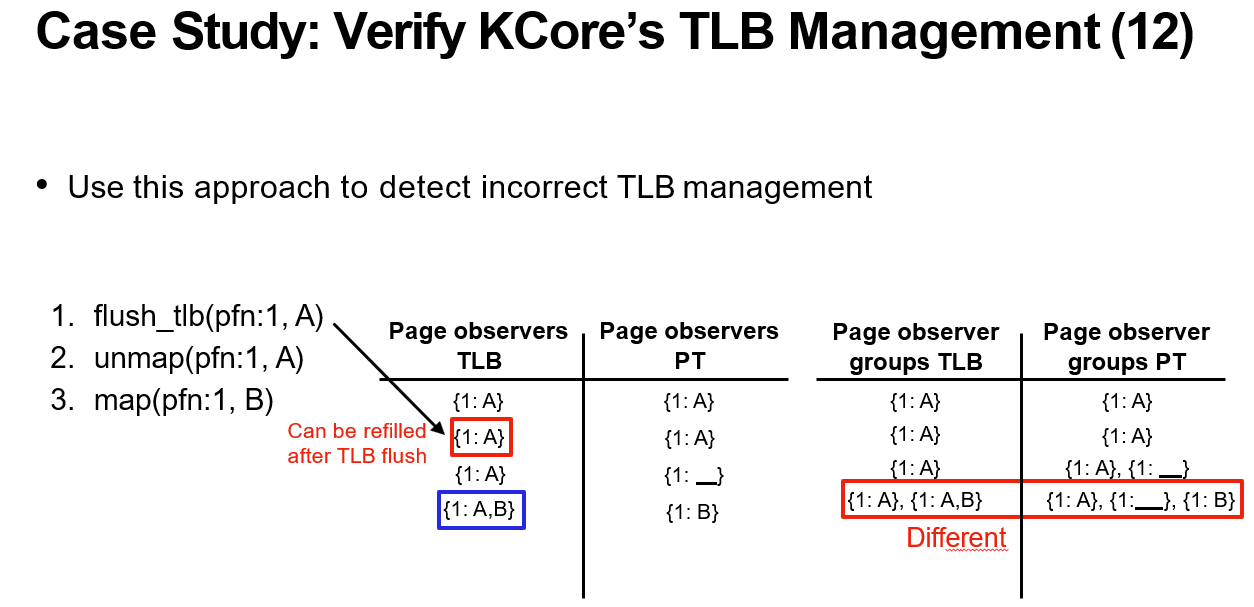 Case Study: Verify KCore’s TLB Management (12)
• Use this approach to detect incorrect TLB management
1. flush_tlb(pfn:1, A)
2. unmap(pfn:1, A)
3. map(pfn:1, B)
Can be refilled
after TLB flush
Page observers Page observers
TLB PT
{1: A} {1: A}
{1: A} {1: A}
{1: A} {1: __}
{1: A,B} {1: B}
Page observer Page observer
groups TLB groups PT
{1: A} {1: A}
{1: A} {1: A}
{1: A} {1: A}, {1: __}
{1: A}, {1: A,B} {1: A}, {1:__}, {1: B}
Different